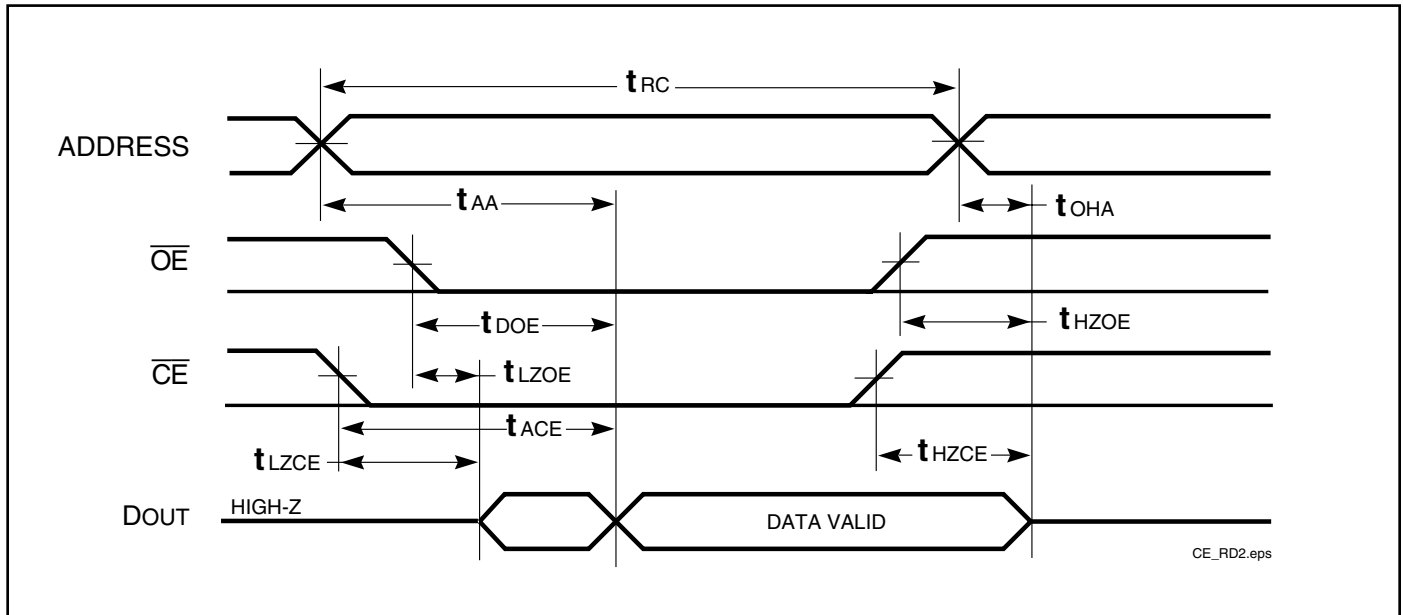 tRC
ADDRESS
tAA
tOHA
OE
tDOE
tHZOE
CE
tLZOE
tACE
tLZCE
tHZCE
DOUT
HIGH-Z
DATA VALID
CE_RD2.eps